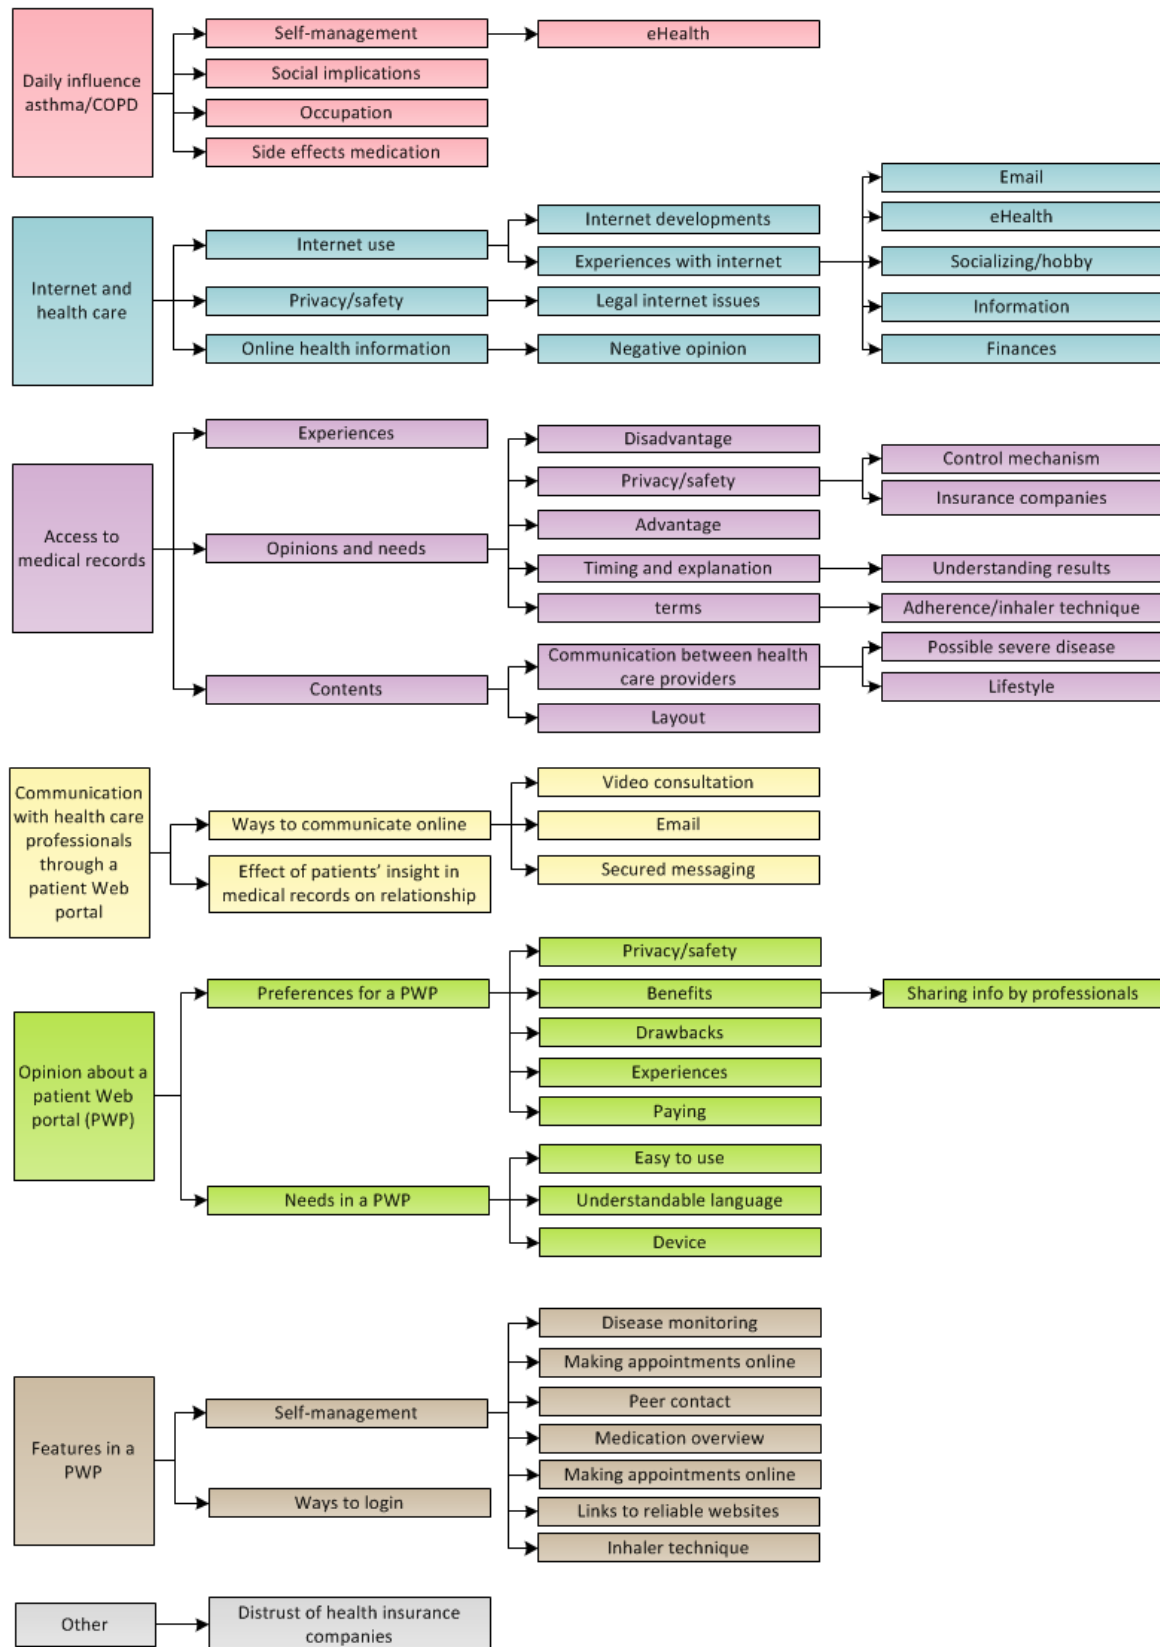 Daily influence
asthma/COPD
Self-management
eHealth
Social implications
Occupation
Side effects medication
Internet and
health care
Internet use
Internet developments
Experiences with internet
Email
eHealth
Socializing/hobby
Information
Finances
Privacy/safety
Legal internet issues
Online health information
Negative opinion
Access to
medical records
Experiences
Opinions and needs
Disadvantage
Privacy/safety
Control mechanism
Insurance companies
Advantage
Timing and explanation
Understanding results
terms
Adherence/inhaler technique
Contents
Communication between health
care providers
Possible severe disease
Lifestyle
Layout
Communication
with health care
professionals
through a
patient Web
portal
Ways to communicate online
Video consultation
Email
Secured messaging
Effect of patients' insight in
medical records on relationship
Opinion about a
patient Web
portal (PWP)
Preferences for a PWP
Privacy/safety
Benefits
Sharing info by professionals
Drawbacks
Experiences
Paying
Needs in a PWP
Easy to use
Understandable language
Device
Features in a
PWP
Self-management
Disease monitoring
Making appointments online
Peer contact
Medication overview
Making appointments online
Links to reliable websites
Inhaler technique
Ways to login
Other
Distrust of health insurance
companies